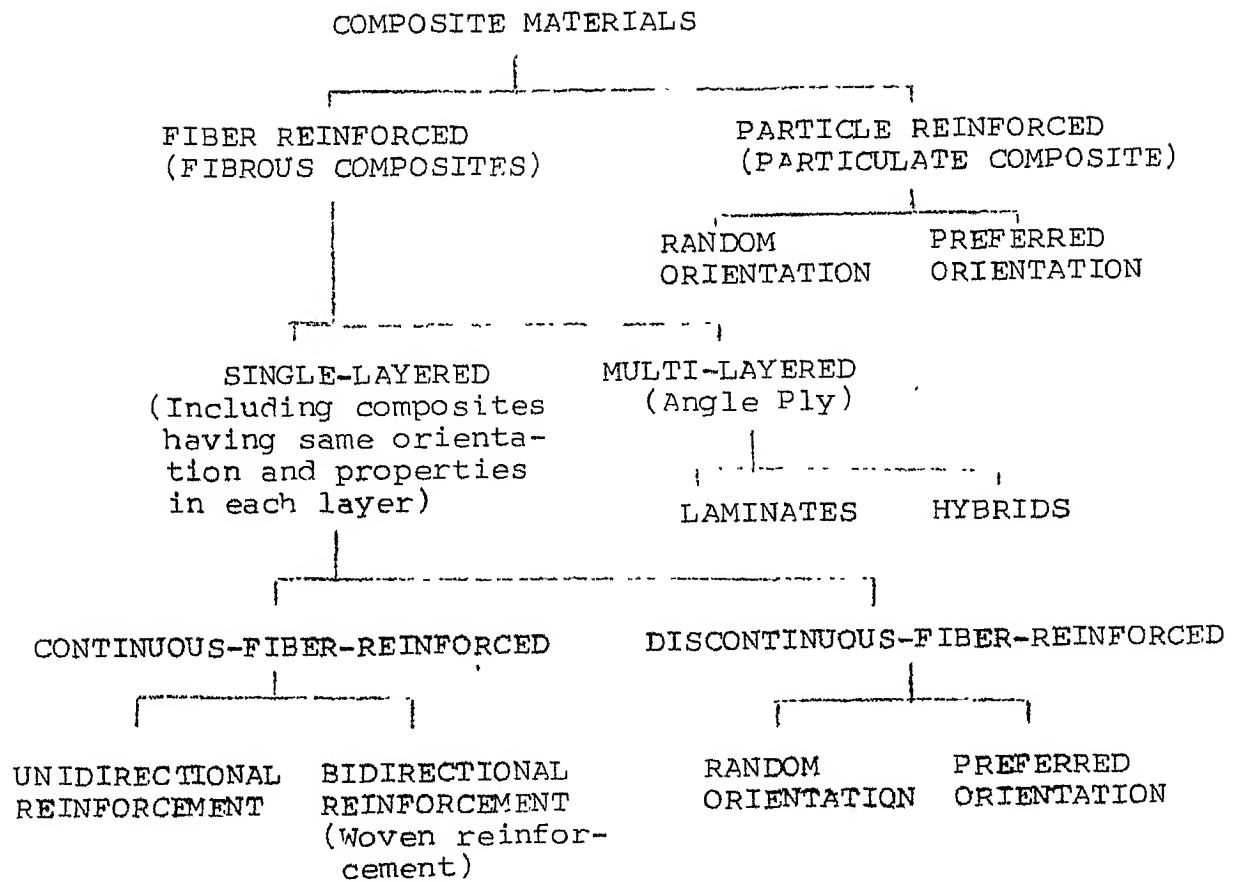 COMPOSITE MATERIALS
FIBER REINFORCED
(FIBROUS COMPOSITES)
PARTICLE REINFORCED
(PARTICULATE COMPOSITE)
RANDOM
ORIENTATION
PREFERRED
ORIENTATION
SINGLE-LAYERED
(Including composites
having same orienta-
tion and properties
in each layer)
MULTI-LAYERED
(Angle Ply)
LAMINATES
HYBRIDS
CONTINUOUS-FIBER-REINFORCED
DISCONTINUOUS-FIBER-REINFORCED
UNIDIRECTIONAL
REINFORCEMENT
BIDIRECTIONAL
REINFORCEMENT
(Woven reinfor-
cement)
RANDOM
ORIENTATION
PREFERRED
ORIENTATION